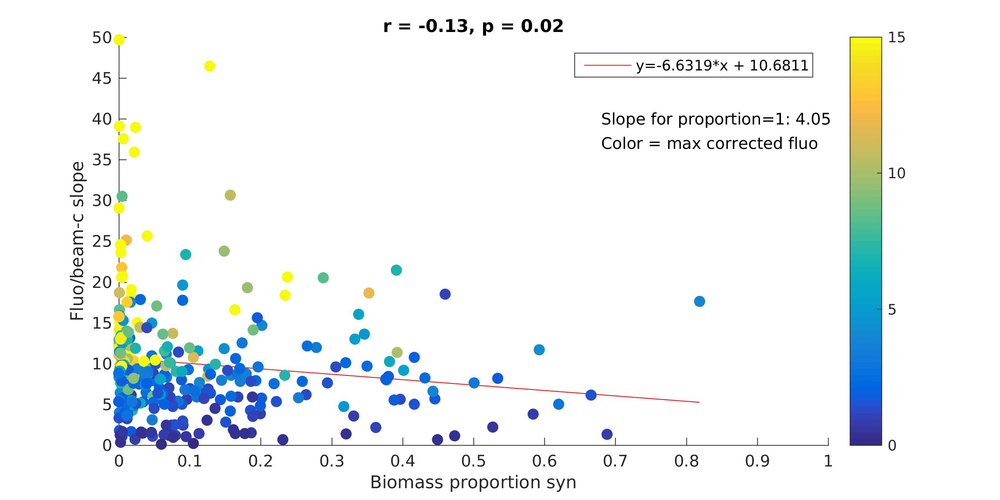 r = -0.13, p = 0.02
y=-6.6319*x + 10.6811
Slope for proportion=1: 4.05
Color = max corrected fluo
Fluo/beam-c slope
50
45
40
35
30
25
20
15
10
5
0
0 0.1 0.2 0.3 0.4 0.5 0.6 0.7 0.8 0.9 1
Biomass proportion syn
15
10
5
0